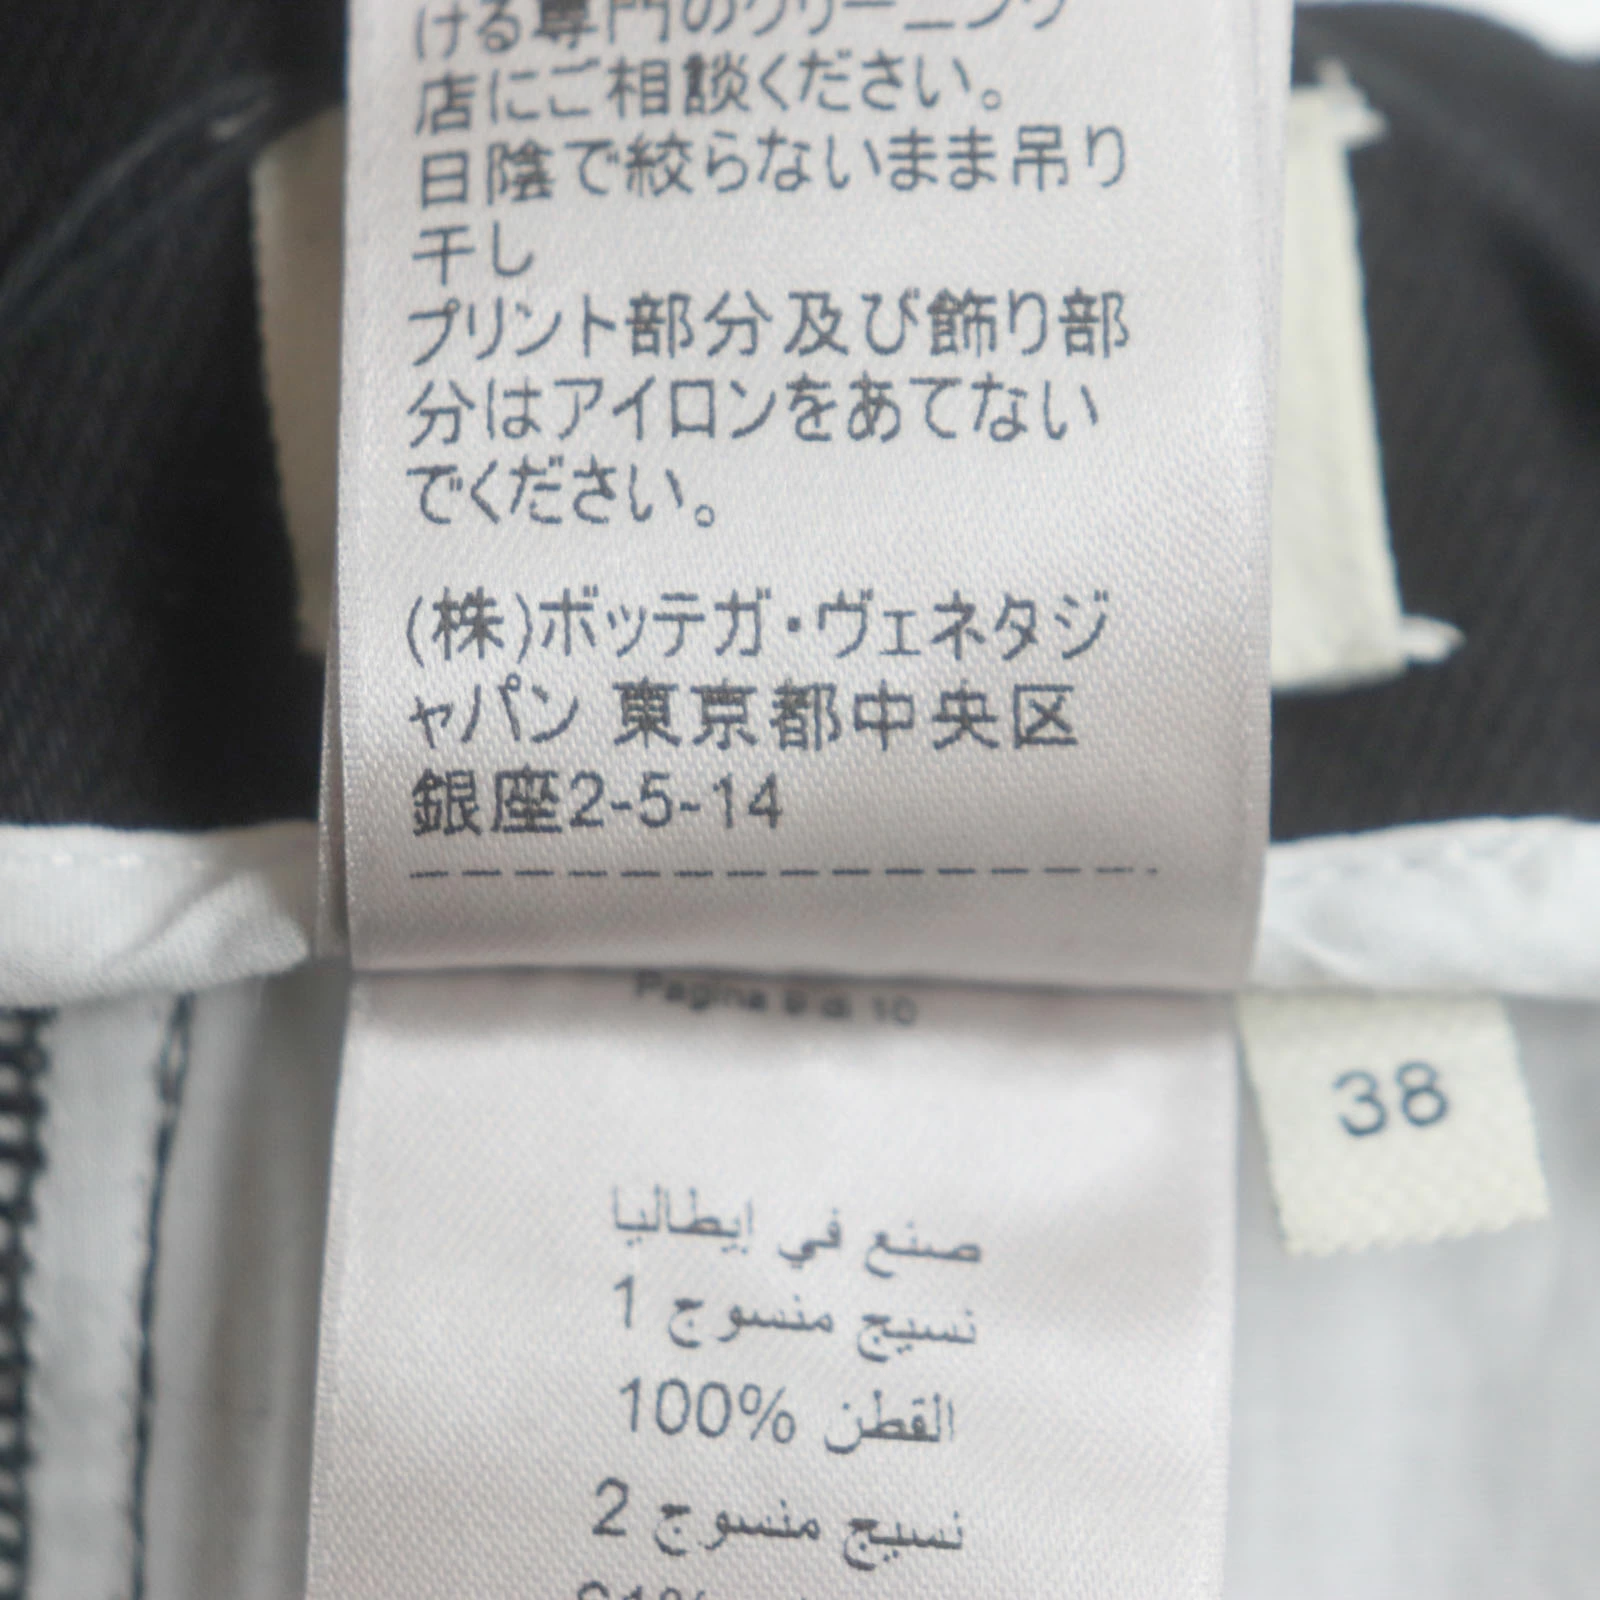 ける専門のクリーニング
店にご相談ください。
日陰で絞らないまま吊り
干し
プリント部分及び飾り部
分はアイロンをあてない
でください。
(株)ボッテガ・ヴェネタジ
ャパン 東京都中央区
銀座2-5-14
Pagina 9 di 10
38
صنع في إيطاليا
نسيج منسوج 1
القطن 100%
نسيج منسوج 2